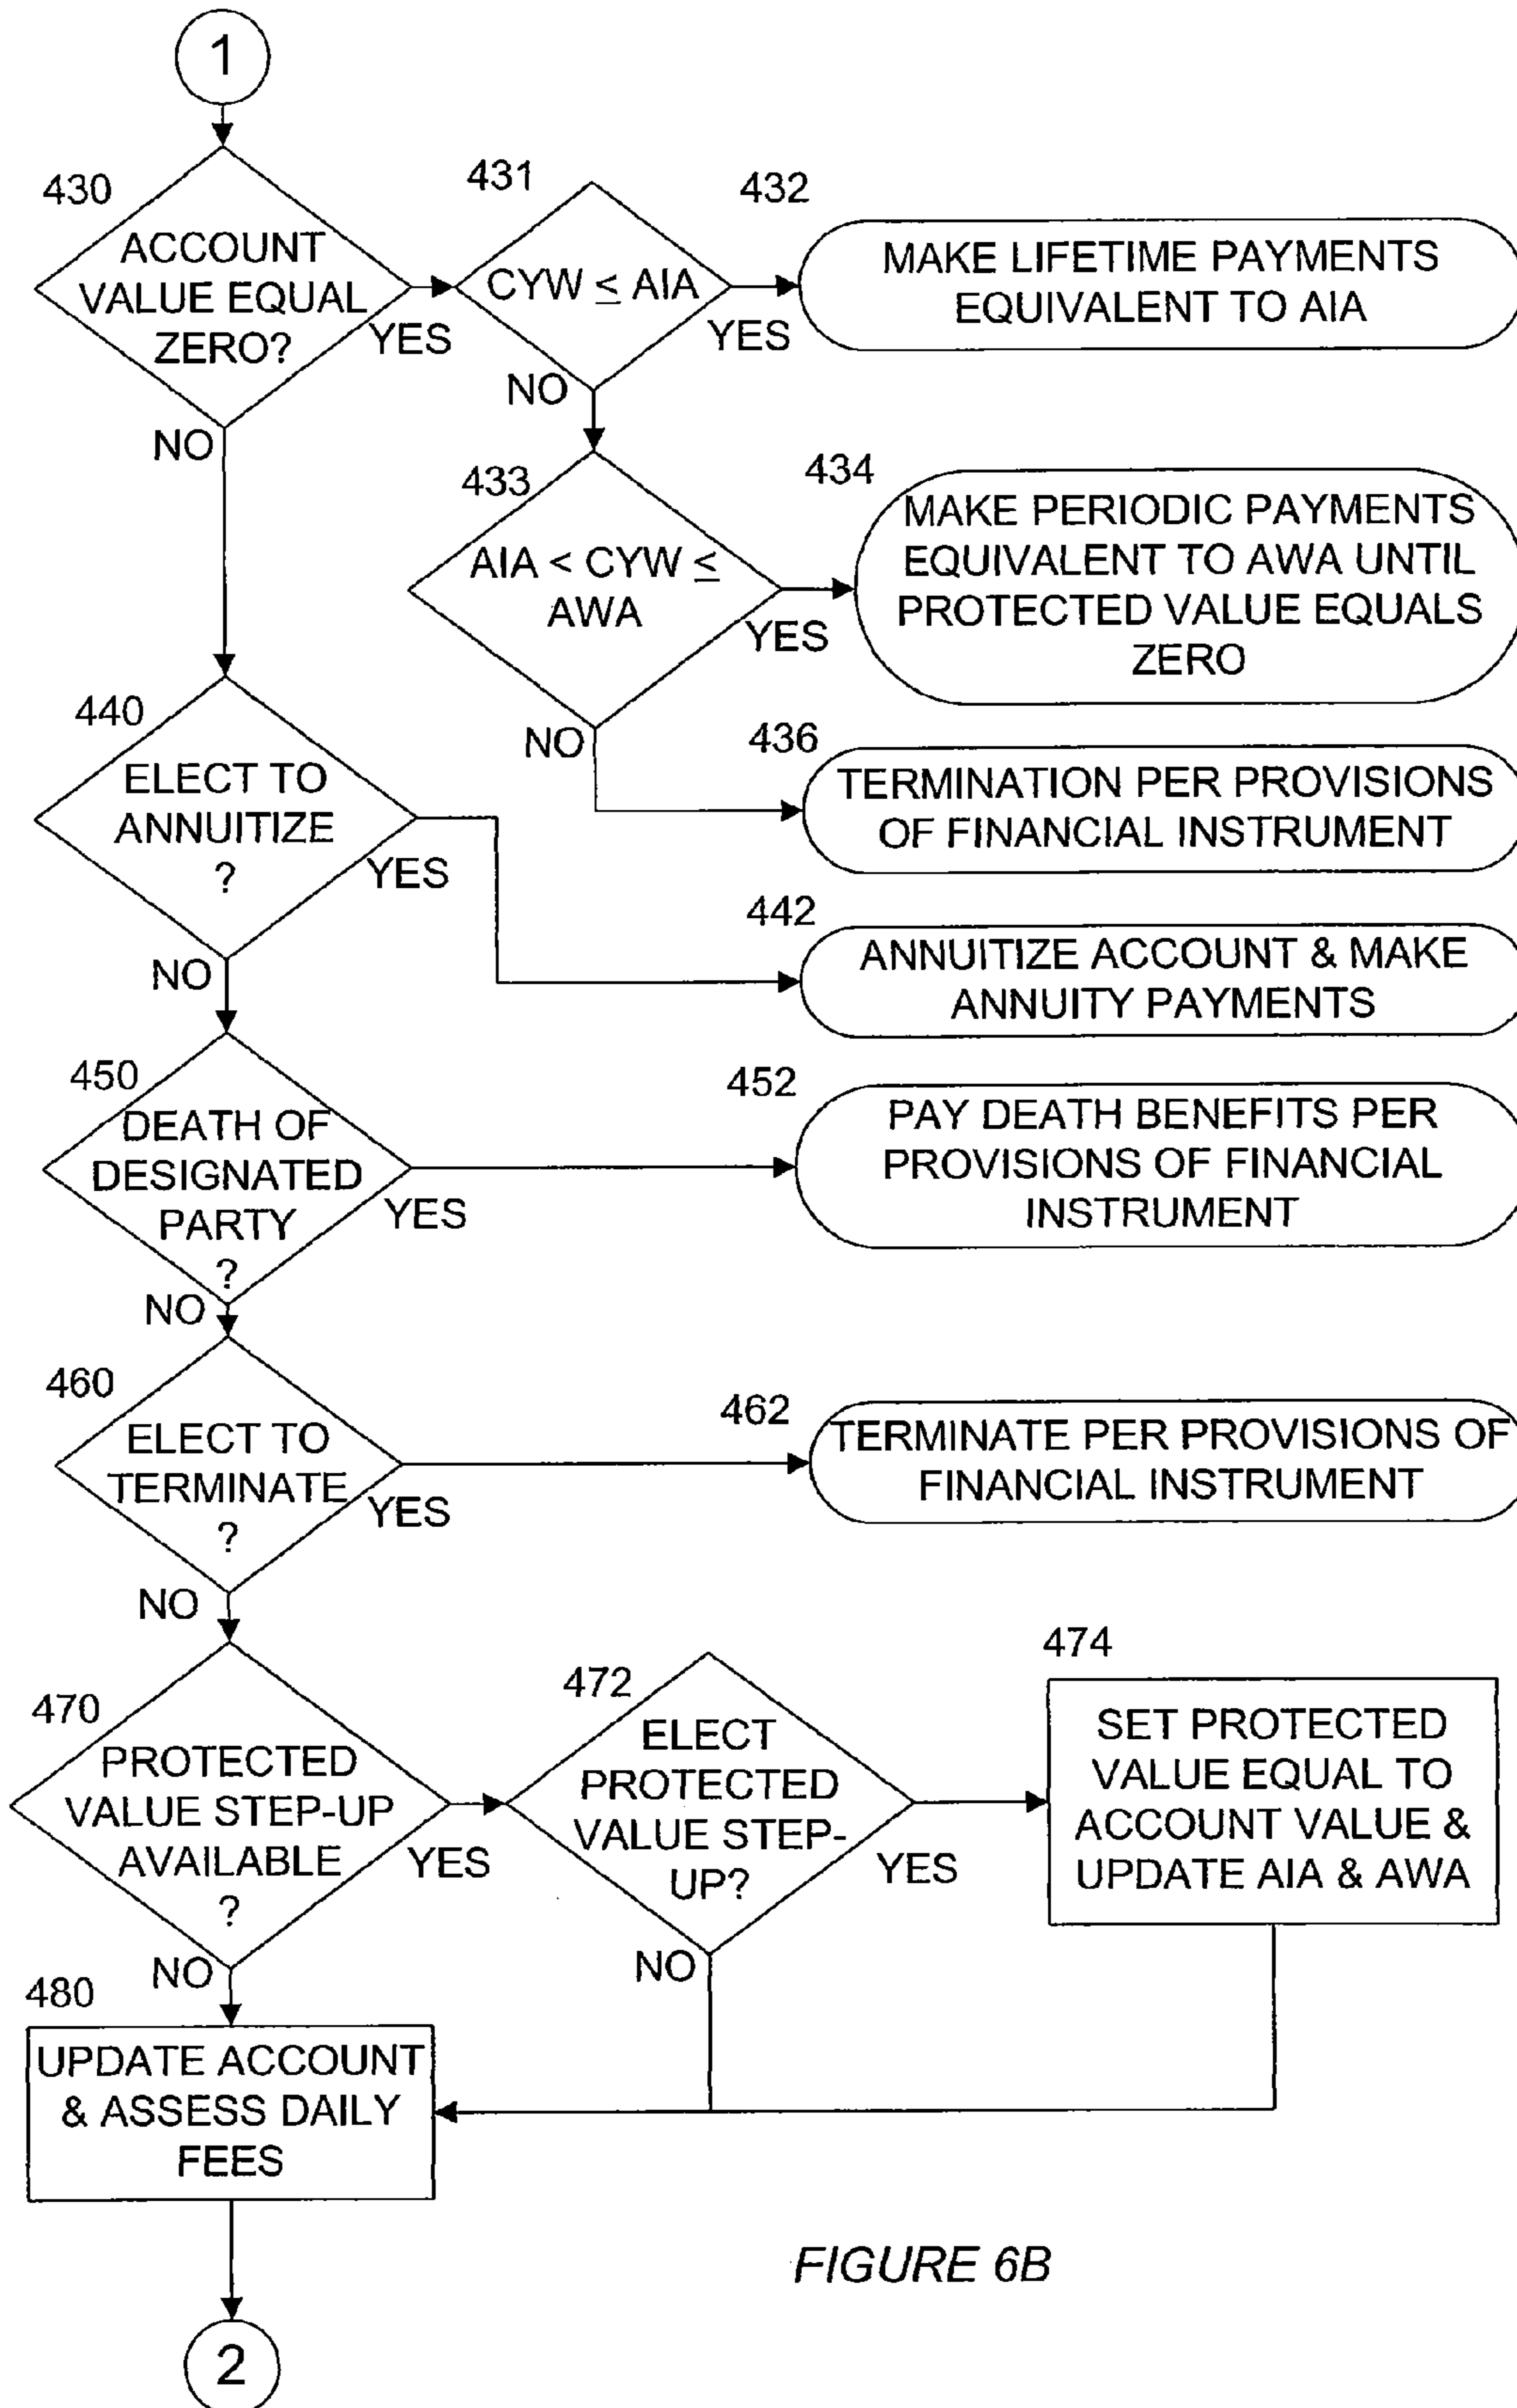 1
430
ACCOUNT
VALUE EQUAL
ZERO?
YES
NO
431
CYW ≤ AIA
YES
NO
432
MAKE LIFETIME PAYMENTS
EQUIVALENT TO AIA
433
AIA < CYW ≤
AWA
YES
NO
434
MAKE PERIODIC PAYMENTS
EQUIVALENT TO AWA UNTIL
PROTECTED VALUE EQUALS
ZERO
436
TERMINATION PER PROVISIONS
OF FINANCIAL INSTRUMENT
440
ELECT TO
ANNUITIZE
?
YES
NO
442
ANNUITIZE ACCOUNT & MAKE
ANNUITY PAYMENTS
450
DEATH OF
DESIGNATED
PARTY
?
YES
NO
452
PAY DEATH BENEFITS PER
PROVISIONS OF FINANCIAL
INSTRUMENT
460
ELECT TO
TERMINATE
?
YES
NO
462
TERMINATE PER PROVISIONS OF
FINANCIAL INSTRUMENT
470
PROTECTED
VALUE STEP-UP
AVAILABLE
?
YES
NO
472
ELECT
PROTECTED
VALUE STEP-
UP?
YES
NO
474
SET PROTECTED
VALUE EQUAL TO
ACCOUNT VALUE &
UPDATE AIA & AWA
480
UPDATE ACCOUNT
& ASSESS DAILY
FEES
2
FIGURE 6B